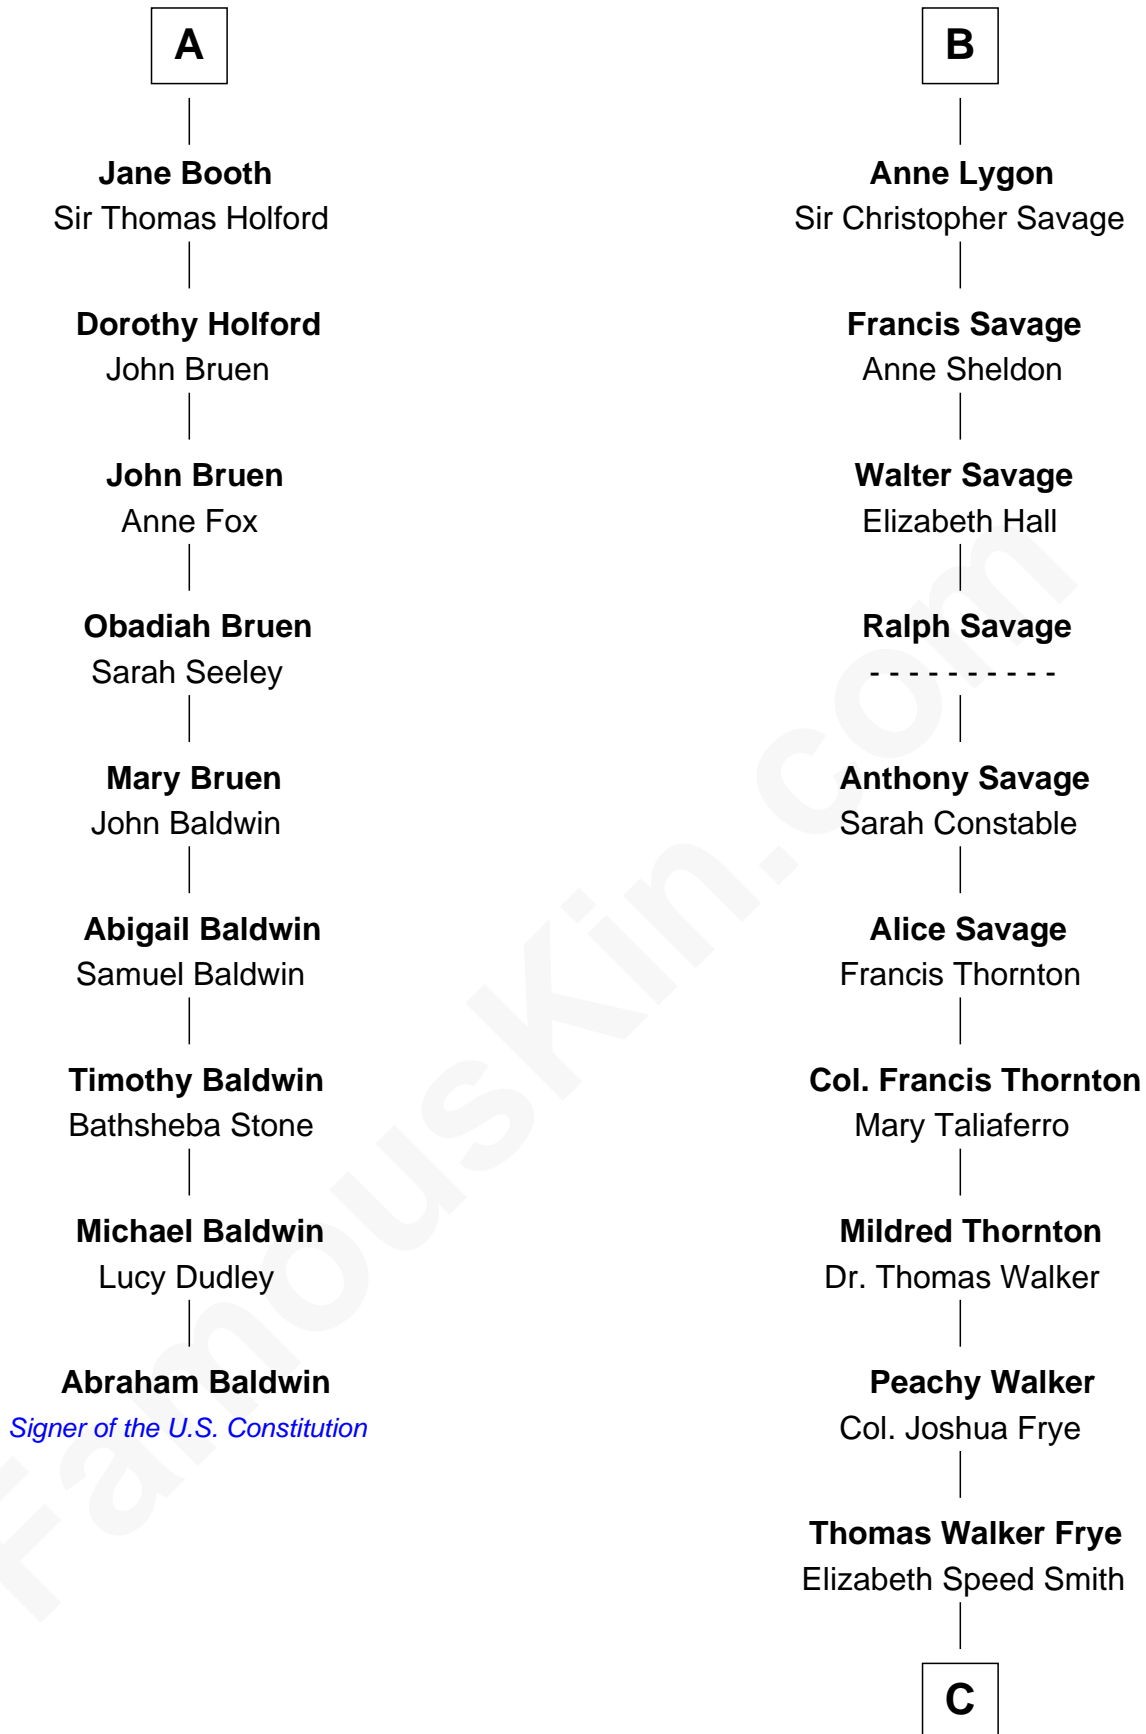 A
Jane Booth
Sir Thomas Holford
Dorothy Holford
John Bruen
John Bruen
Anne Fox
Obadiah Bruen
Sarah Seeley
Mary Bruen
John Baldwin
Abigail Baldwin
Samuel Baldwin
Timothy Baldwin
Bathsheba Stone
Michael Baldwin
Lucy Dudley
Abraham Baldwin
Signer of the U.S. Constitution
B
Anne Lygon
Sir Christopher Savage
Francis Savage
Anne Sheldon
Walter Savage
Elizabeth Hall
Ralph Savage
- - - - - - - - - -
Anthony Savage
Sarah Constable
Alice Savage
Francis Thornton
Col. Francis Thornton
Mary Taliaferro
Mildred Thornton
Dr. Thomas Walker
Peachy Walker
Col. Joshua Frye
Thomas Walker Frye
Elizabeth Speed Smith
C
FamousKin.com